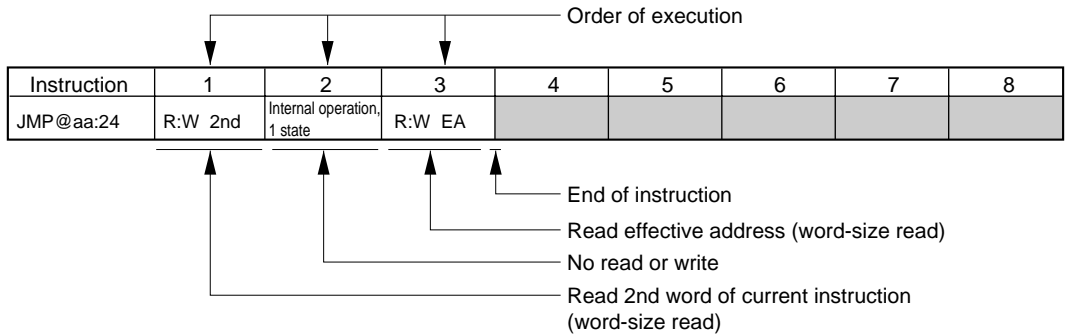 Order of execution
Instruction 1 2 3 4 5 6 7 8
JMP@aa:24 R:W 2nd Internal operation, 1 state R:W EA
End of instruction
Read effective address (word-size read)
No read or write
Read 2nd word of current instruction
(word-size read)